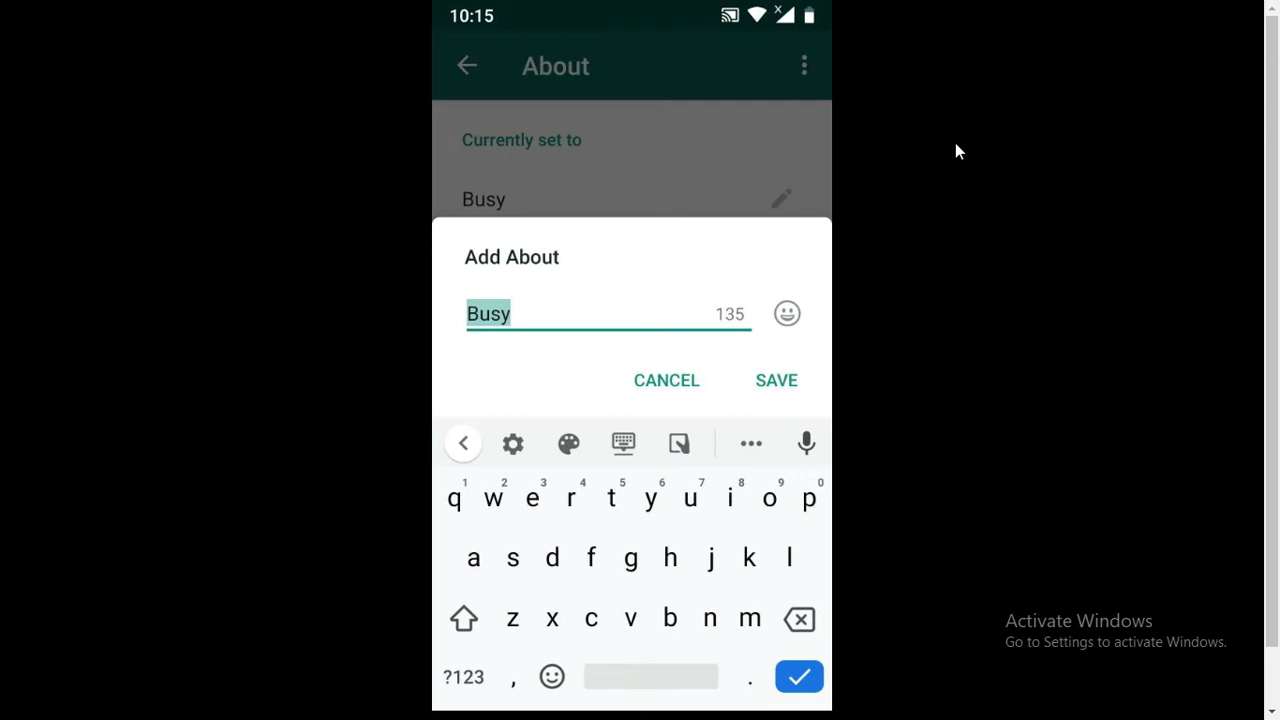 10:15
About
Currently set to
Busy
Add About
Busy 135
CANCEL SAVE
1 2 3 4 5 6 7 8 9 0
q w e r t y u i o p
a s d f g h j k l
z x c v b n m
?123 , .
Activate Windows
Go to Settings to activate Windows.